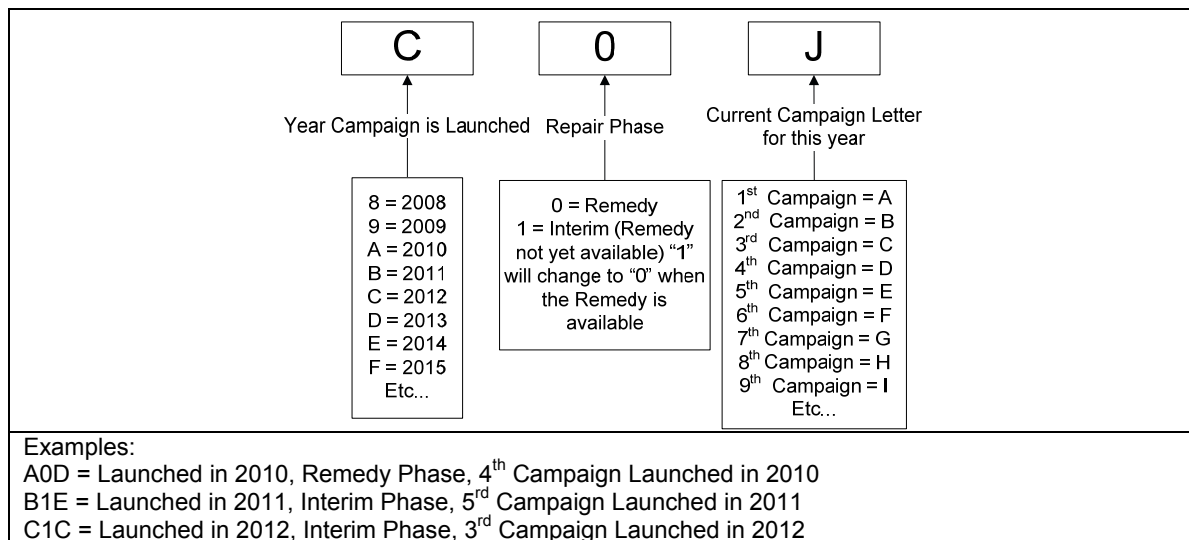 C 0 J
Year Campaign is Launched
Repair Phase
Current Campaign Letter
for this year
8 = 2008
9 = 2009
A = 2010
B = 2011
C = 2012
D = 2013
E = 2014
F = 2015
Etc...
0 = Remedy
1 = Interim (Remedy
not yet available) “1”
will change to “0” when
the Remedy is
available
1st Campaign = A
2nd Campaign = B
3rd Campaign = C
4th Campaign = D
5th Campaign = E
6th Campaign = F
7th Campaign = G
8th Campaign = H
9th Campaign = I
Etc...
Examples:
A0D = Launched in 2010, Remedy Phase, 4th Campaign Launched in 2010
B1E = Launched in 2011, Interim Phase, 5rd Campaign Launched in 2011
C1C = Launched in 2012, Interim Phase, 3rd Campaign Launched in 2012